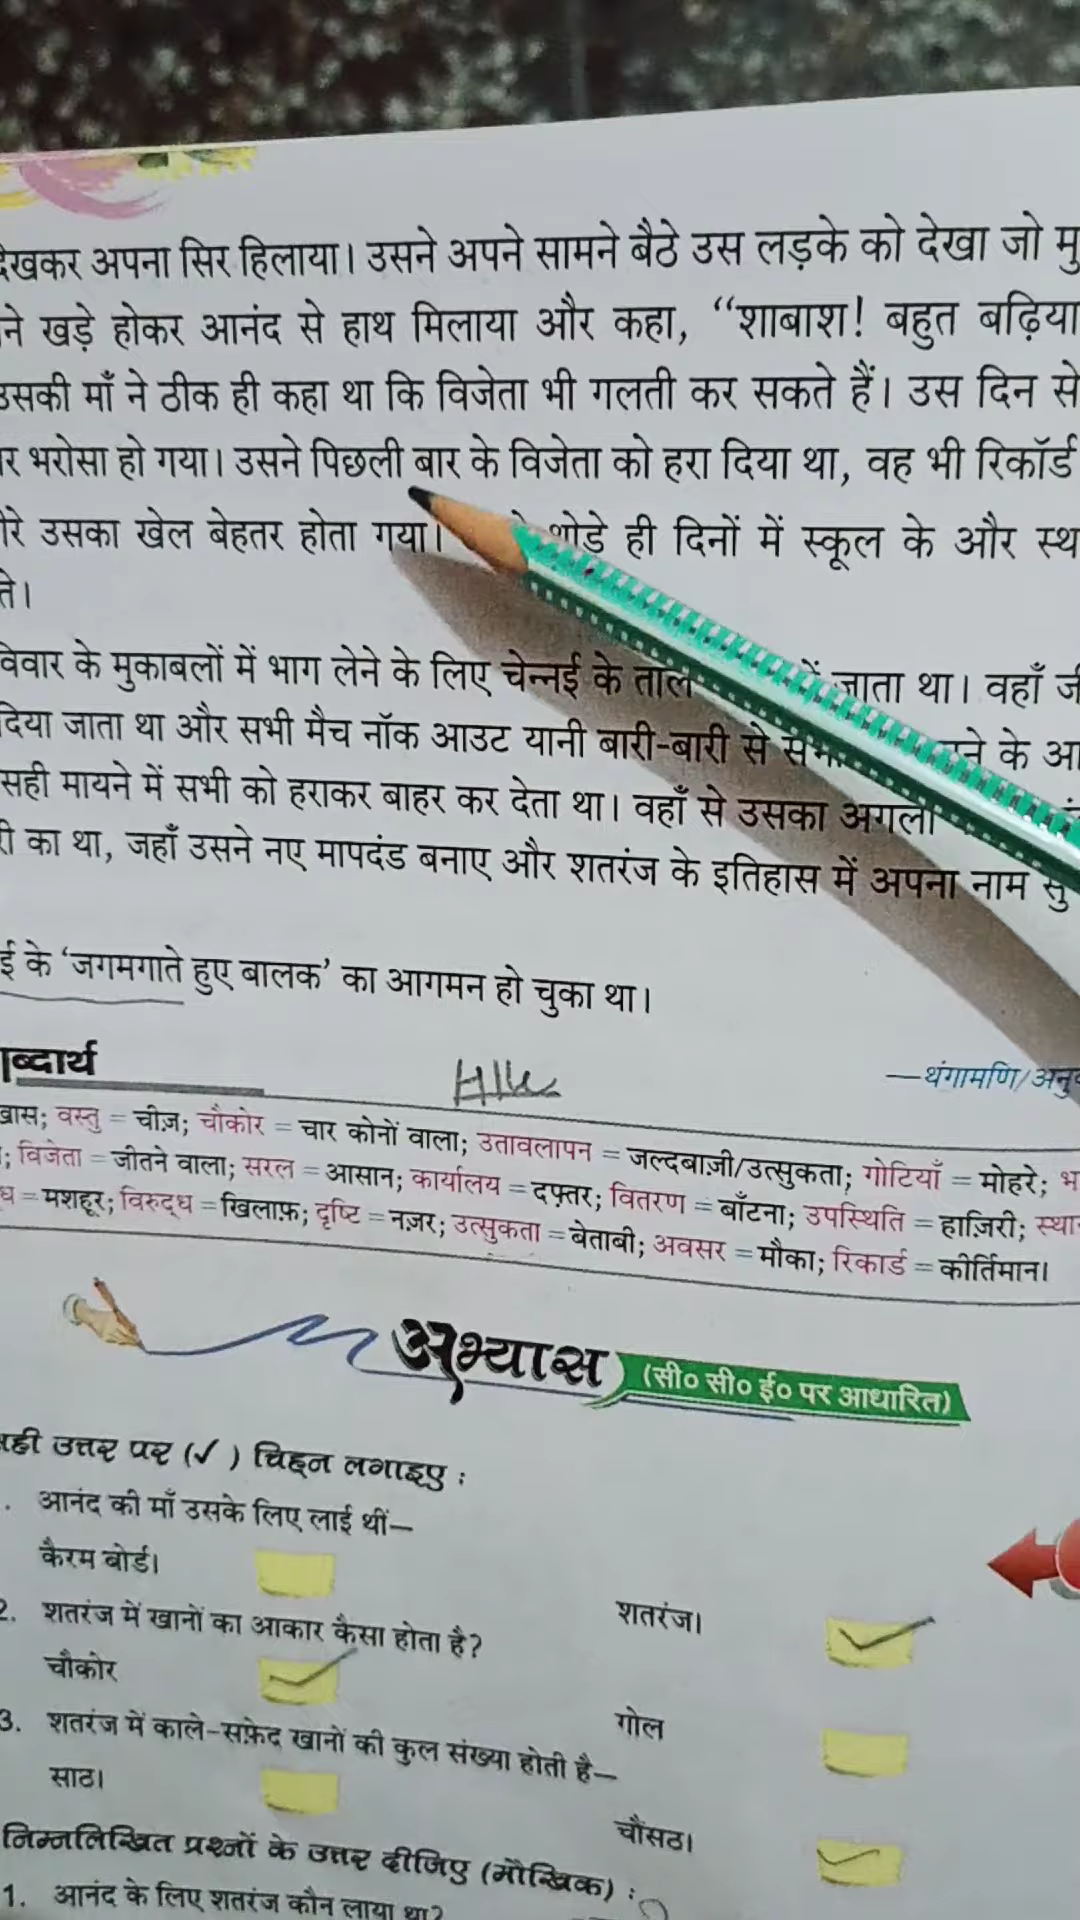 देखकर अपना सिर हिलाया। उसने अपने सामने बैठे उस लड़के को देखा जो मु
ने खड़े होकर आनंद से हाथ मिलाया और कहा, “शाबाश! बहुत बढ़िया
उसकी माँ ने ठीक ही कहा था कि विजेता भी गलती कर सकते हैं। उस दिन से
र भरोसा हो गया। उसने पिछली बार के विजेता को हरा दिया था, वह भी रिकॉर्ड
रे उसका खेल बेहतर होता गया। थोडे ही दिनों में स्कूल के और स्थ
ते।
विवार के मुकाबलों में भाग लेने के लिए चेन्नई के ताल में जाता था। वहाँ जी
दिया जाता था और सभी मैच नॉक आउट यानी बारी-बारी से के आ
सही मायने में सभी को हराकर बाहर कर देता था। वहाँ से उसका अगला
री का था, जहाँ उसने नए मापदंड बनाए और शतरंज के इतिहास में अपना नाम सु
ई के ‘जगमगाते हुए बालक’ का आगमन हो चुका था।
ब्दार्थ
—थंगामणि/अनु
खास; वस्तु = चीज़; चौकोर = चार कोनों वाला; उतावलापन = जल्दबाज़ी/उत्सुकता; गोटियाँ = मोहरे; भ
; विजेता = जीतने वाला; सरल = आसान; कार्यालय = दफ़्तर; वितरण = बाँटना; उपस्थिति = हाज़िरी; स्था
ध = मशहूर; विरुद्ध = खिलाफ़; दृष्टि = नज़र; उत्सुकता = बेताबी; अवसर = मौका; रिकार्ड = कीर्तिमान।
अभ्यास (सी० सी० ई० पर आधारित)
सही उत्तर पर (✓) चिह्न लगाइए :
. आनंद की माँ उसके लिए लाई थीं—
कैरम बोर्ड। शतरंज। ✓
2. शतरंज में खानों का आकार कैसा होता है?
चौकोर ✓ गोल
3. शतरंज में काले-सफ़ेद खानों की कुल संख्या होती है—
साठ। चौंसठ। ✓
निम्नलिखित प्रश्नों के उत्तर दीजिए (मौखिक) :
1. आनंद के लिए शतरंज कौन लाया था?